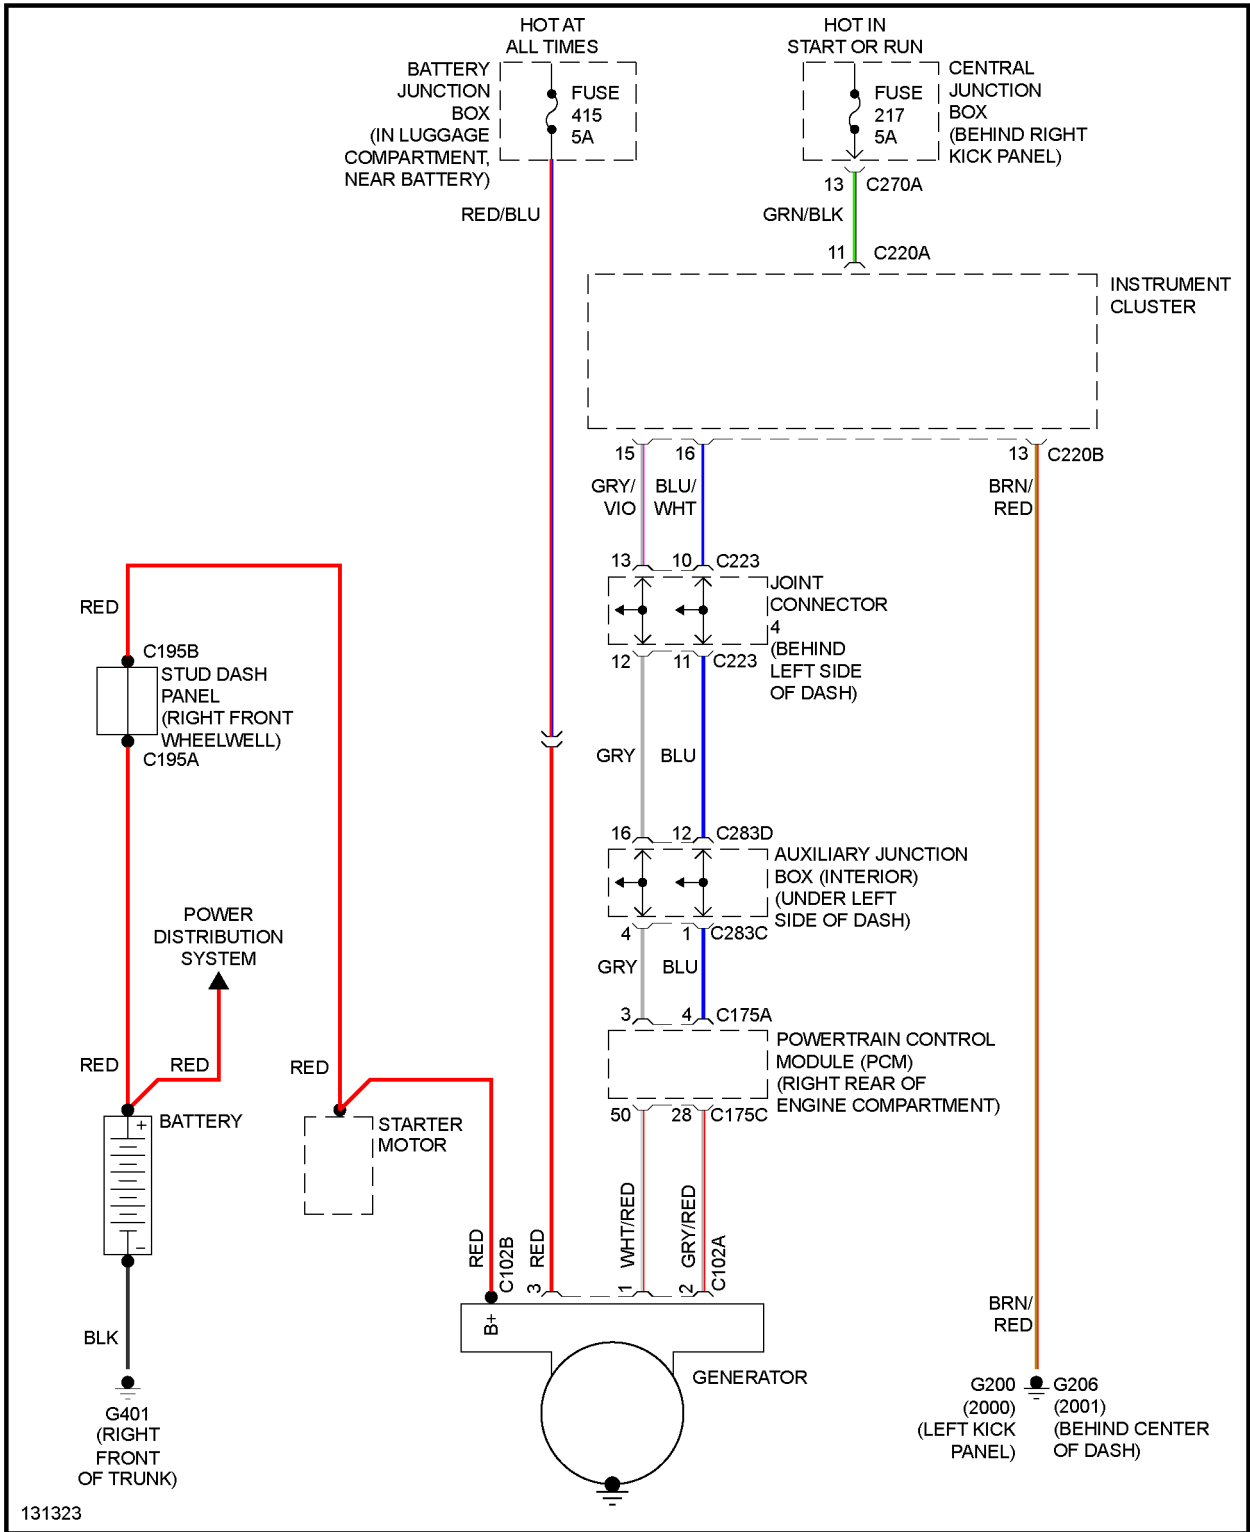 HOT AT
ALL TIMES
HOT IN
START OR RUN
BATTERY
JUNCTION
BOX
(IN LUGGAGE
COMPARTMENT,
NEAR BATTERY)
FUSE
415
5A
FUSE
217
5A
CENTRAL
JUNCTION
BOX
(BEHIND RIGHT
KICK PANEL)
13 C270A
RED/BLU
GRN/BLK
11 C220A
INSTRUMENT
CLUSTER
15 16 13 C220B
GRY/
VIO
BLU/
WHT
BRN/
RED
13 10 C223
JOINT
CONNECTOR
4
(BEHIND
LEFT SIDE
OF DASH)
12 11 C223
RED
C195B
STUD DASH
PANEL
(RIGHT FRONT
WHEELWELL)
C195A
GRY BLU
16 12 C283D
AUXILIARY JUNCTION
BOX (INTERIOR)
(UNDER LEFT
SIDE OF DASH)
4 1 C283C
POWER
DISTRIBUTION
SYSTEM
GRY BLU
3 4 C175A
POWERTRAIN CONTROL
MODULE (PCM)
(RIGHT REAR OF
ENGINE COMPARTMENT)
50 28 C175C
RED RED RED
BATTERY
+
−
STARTER
MOTOR
RED
C102B
RED
3
WHT/RED
1
GRY/RED
2
C102A
B+
GENERATOR
BRN/
RED
BLK
G401
(RIGHT
FRONT
OF TRUNK)
G200
(2000)
(LEFT KICK
PANEL)
G206
(2001)
(BEHIND CENTER
OF DASH)
131323